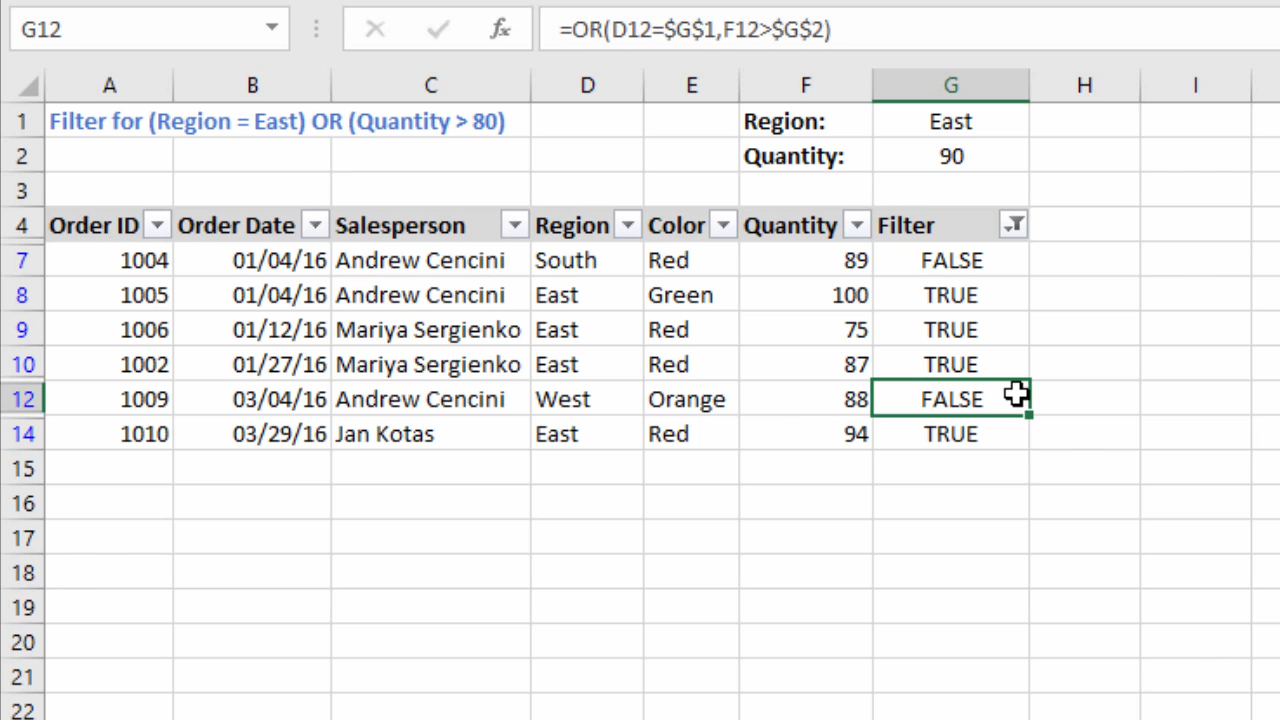 G12 fx =OR(D12=$G$1,F12>$G$2)
A B C D E F G H I
1 Filter for (Region = East) OR (Quantity > 80) Region: East
2 Quantity: 90
3
4 Order ID Order Date Salesperson Region Color Quantity Filter
7 1004 01/04/16 Andrew Cencini South Red 89 FALSE
8 1005 01/04/16 Andrew Cencini East Green 100 TRUE
9 1006 01/12/16 Mariya Sergienko East Red 75 TRUE
10 1002 01/27/16 Mariya Sergienko East Red 87 TRUE
12 1009 03/04/16 Andrew Cencini West Orange 88 FALSE
14 1010 03/29/16 Jan Kotas East Red 94 TRUE
15
16
17
18
19
20
21
22